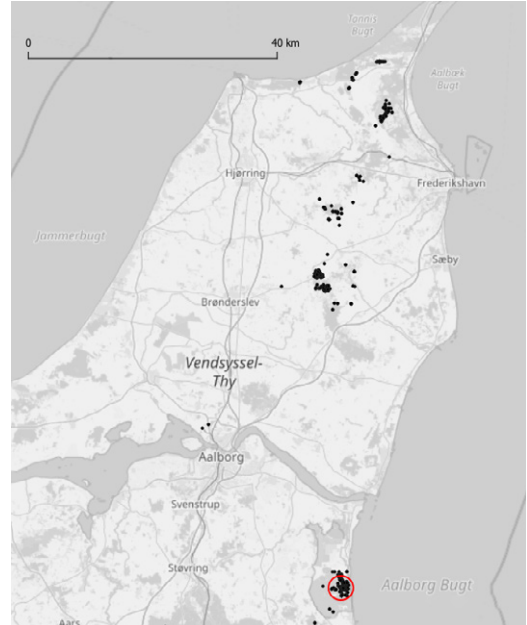 Tannis
Bugt
0
40 km
Aalbæk
Bugt
Hjørring
Frederikshavn
Jammerbugt
Sæby
Brønderslev
Vendsyssel-
Thy
Aalborg
Svenstrup
Støvring
Aalborg Bugt
Aars